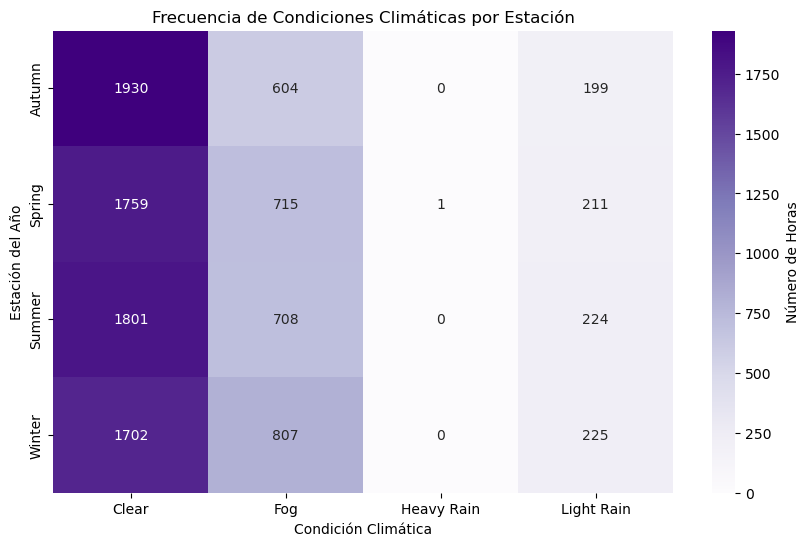 Frecuencia de Condiciones Climáticas por Estación
Estación del Año
Autumn 1930 604 0 199
Spring 1759 715 1 211
Summer 1801 708 0 224
Winter 1702 807 0 225
Clear Fog Heavy Rain Light Rain
Condición Climática
1750
1500
1250
1000
750
500
250
0
Número de Horas